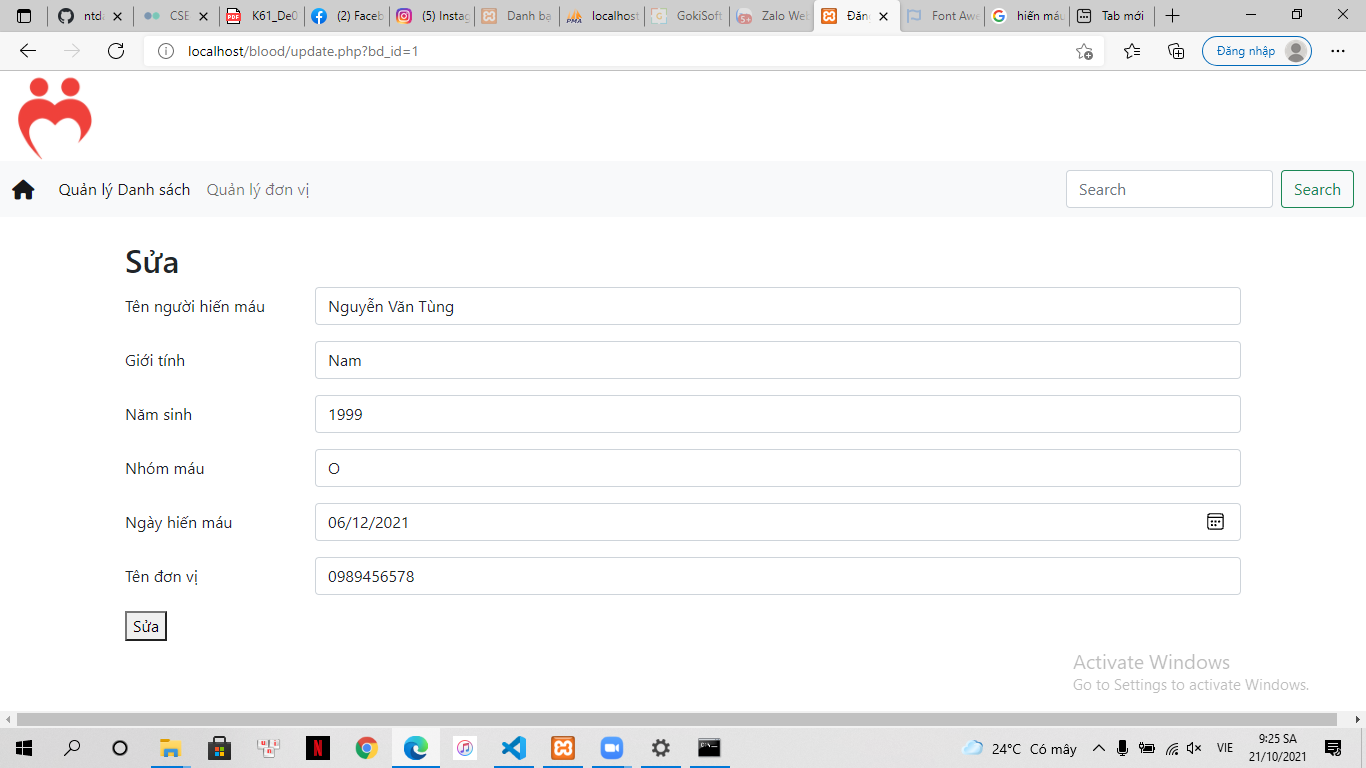 ntd
CSE
K61_De0
(2) Faceb
(5) Instag
Danh bạ
localhost
GokiSoft
Zalo Web
Đăn
Font Awe
hiến máu
Tab mới
localhost/blood/update.php?bd_id=1
Đăng nhập
Quản lý Danh sách
Quản lý đơn vị
Search
Search
Sửa
Tên người hiến máu
Nguyễn Văn Tùng
Giới tính
Nam
Năm sinh
1999
Nhóm máu
O
Ngày hiến máu
06/12/2021
Tên đơn vị
0989456578
Sửa
Activate Windows
Go to Settings to activate Windows.
24°C Có mây
VIE
9:25 SA
21/10/2021